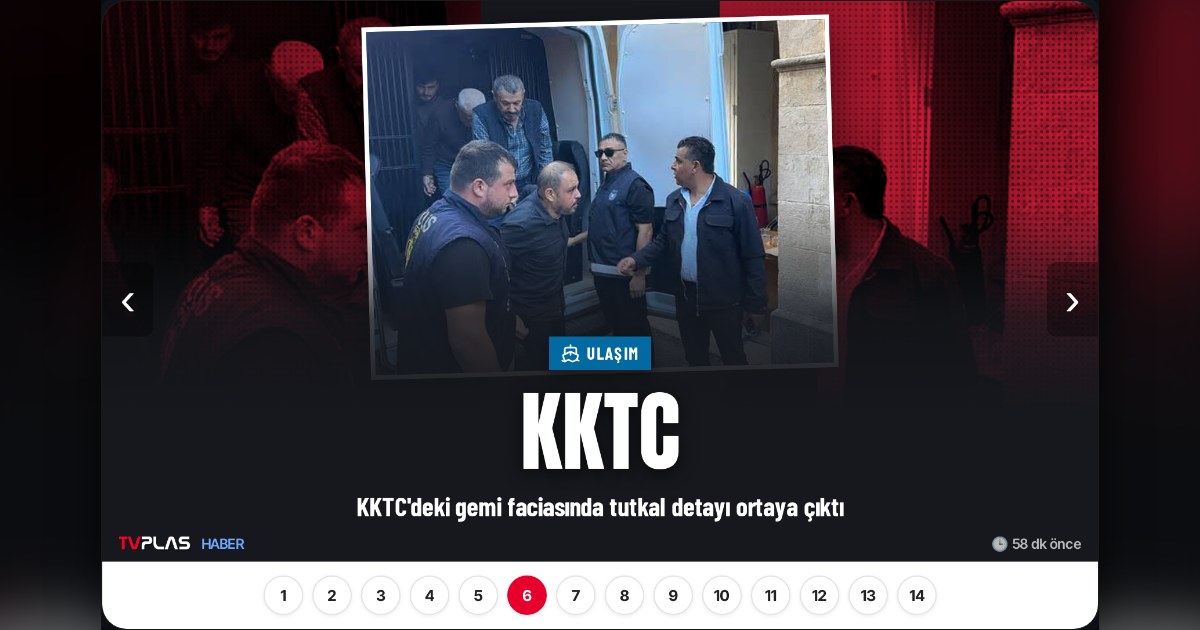 ULAŞIM
KKTC
KKTC'deki gemi faciasında tutkal detayı ortaya çıktı
TVPLAS HABER
58 dk önce
1 2 3 4 5 6 7 8 9 10 11 12 13 14